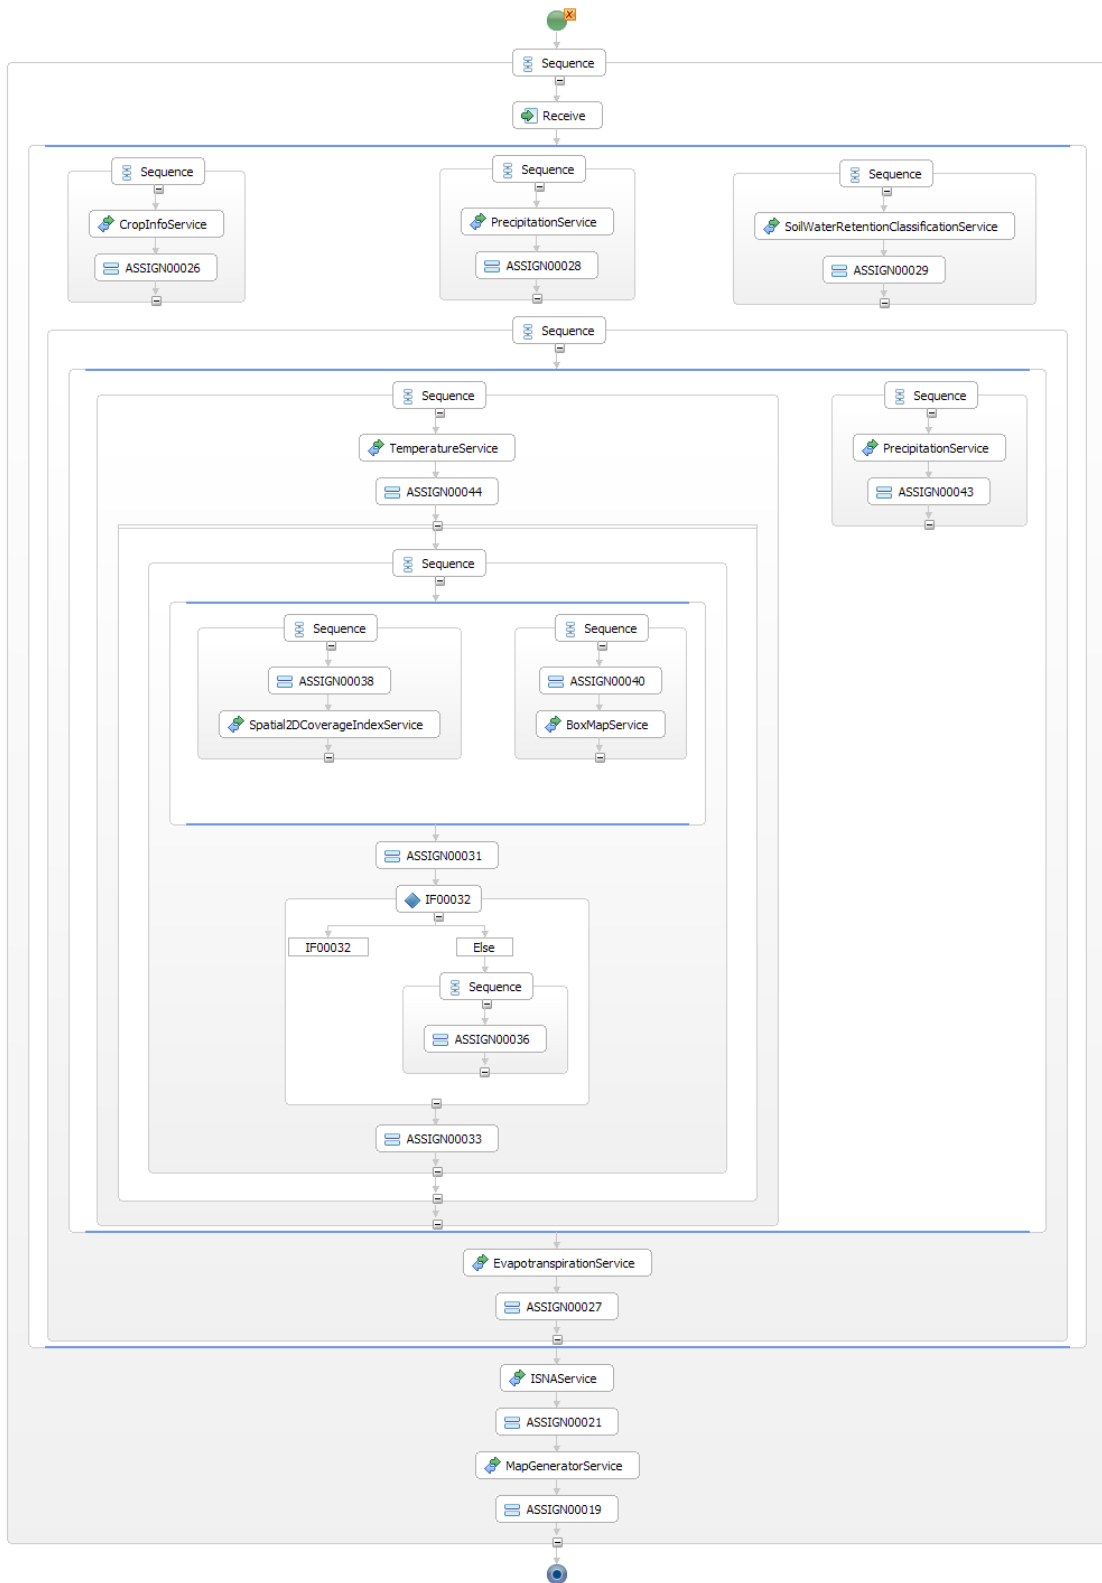 Sequence
Receive
Sequence
Sequence
Sequence
CropInfoService
PrecipitationService
SoilWaterRetentionClassificationService
ASSIGN00026
ASSIGN00028
ASSIGN00029
Sequence
Sequence
Sequence
TemperatureService
PrecipitationService
ASSIGN00044
ASSIGN00043
Sequence
Sequence
Sequence
ASSIGN00038
ASSIGN00040
Spatial2DCoverageIndexService
BoxMapService
ASSIGN00031
IF00032
IF00032
Else
Sequence
ASSIGN00036
ASSIGN00033
EvapotranspirationService
ASSIGN00027
ISNAService
ASSIGN00021
MapGeneratorService
ASSIGN00019